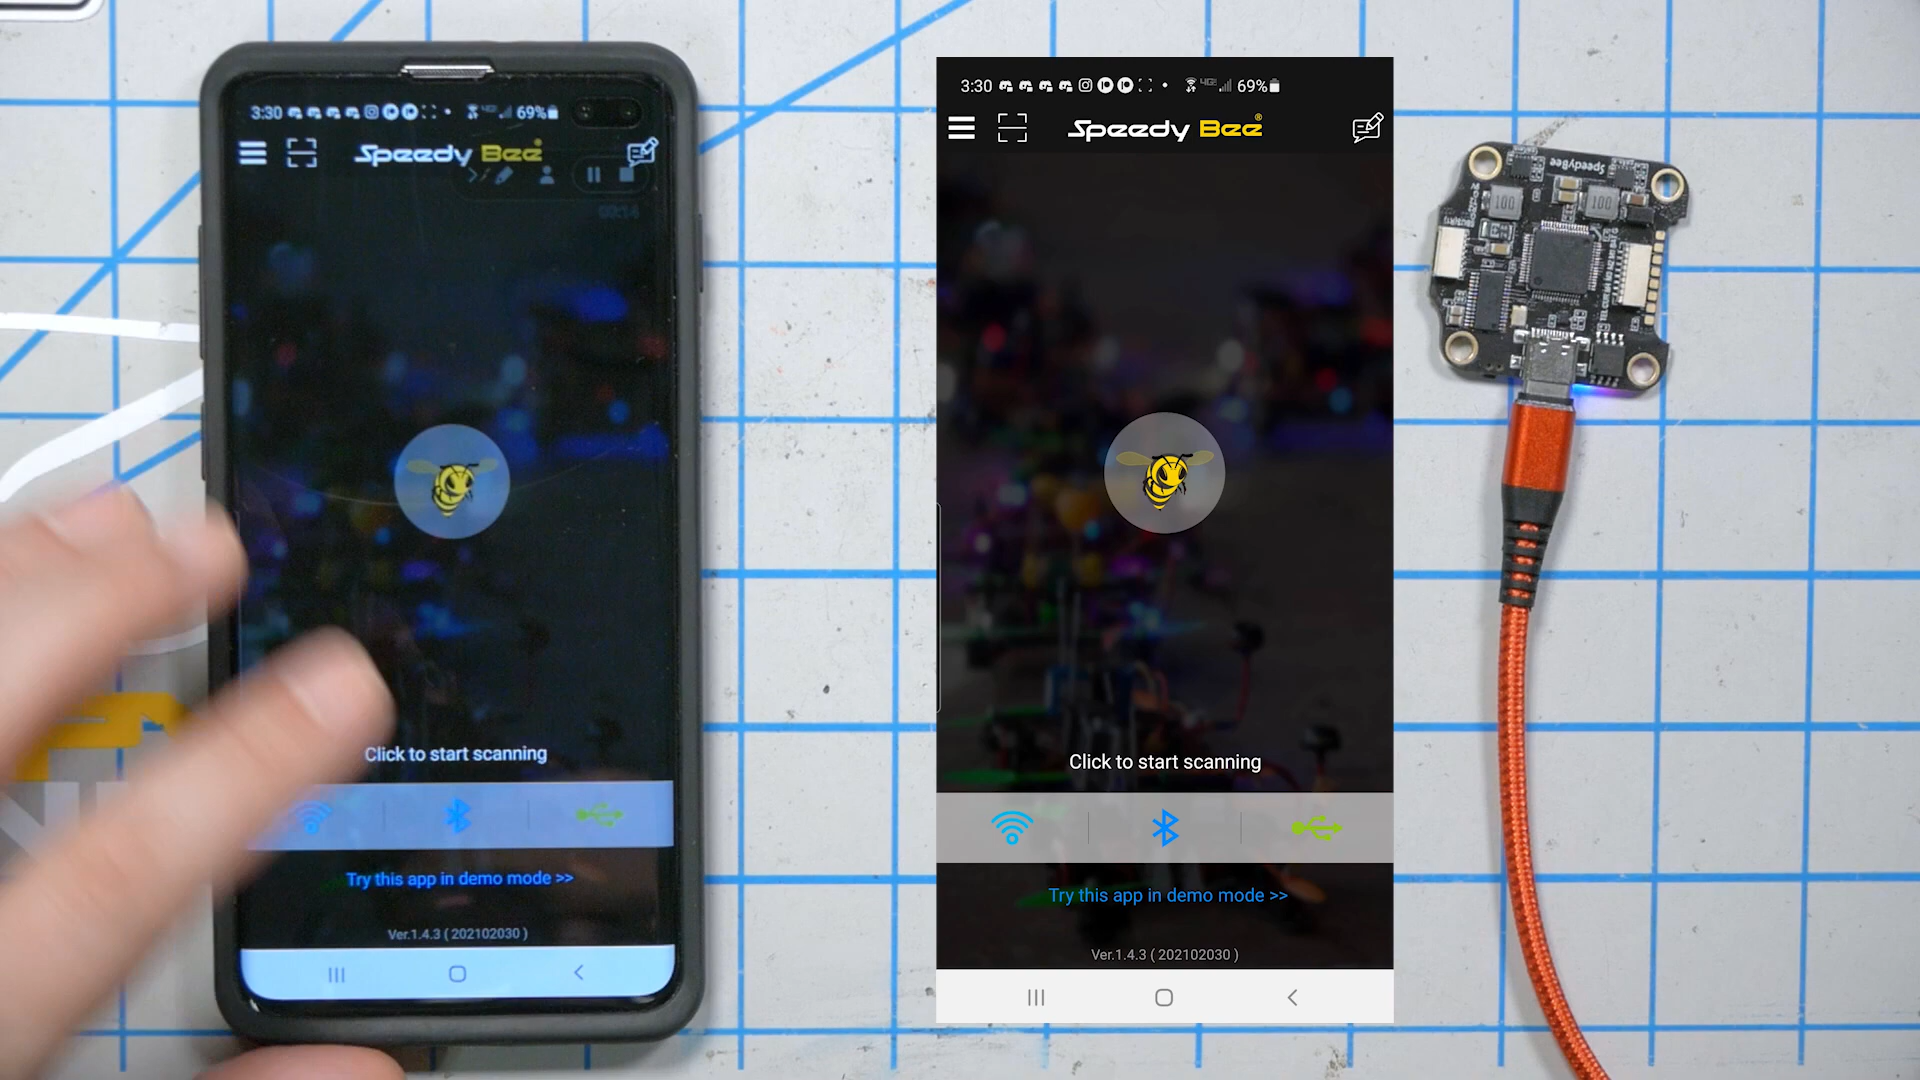 3:30 69%
Speedy Bee
00:14
Click to start scanning
Try this app in demo mode >>
Ver.1.4.3 ( 202102030 )
3:30 69%
Speedy Bee®
Click to start scanning
Try this app in demo mode >>
Ver.1.4.3 ( 202102030 )
SpeedyBee
100
100